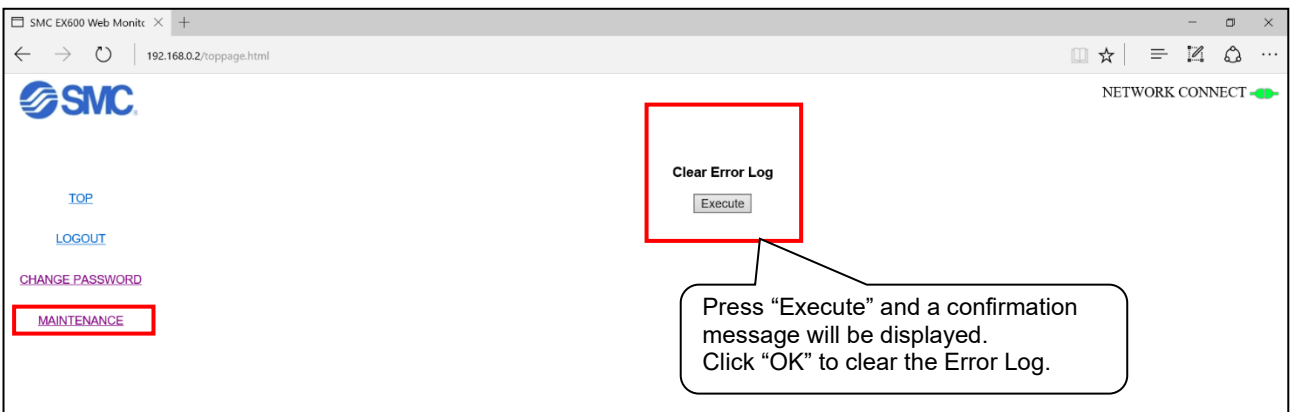 SMC EX600 Web Monitc
192.168.0.2/toppage.html
SMC.
NETWORK CONNECT
Clear Error Log
Execute
TOP
LOGOUT
CHANGE PASSWORD
MAINTENANCE
Press “Execute” and a confirmation
message will be displayed.
Click “OK” to clear the Error Log.